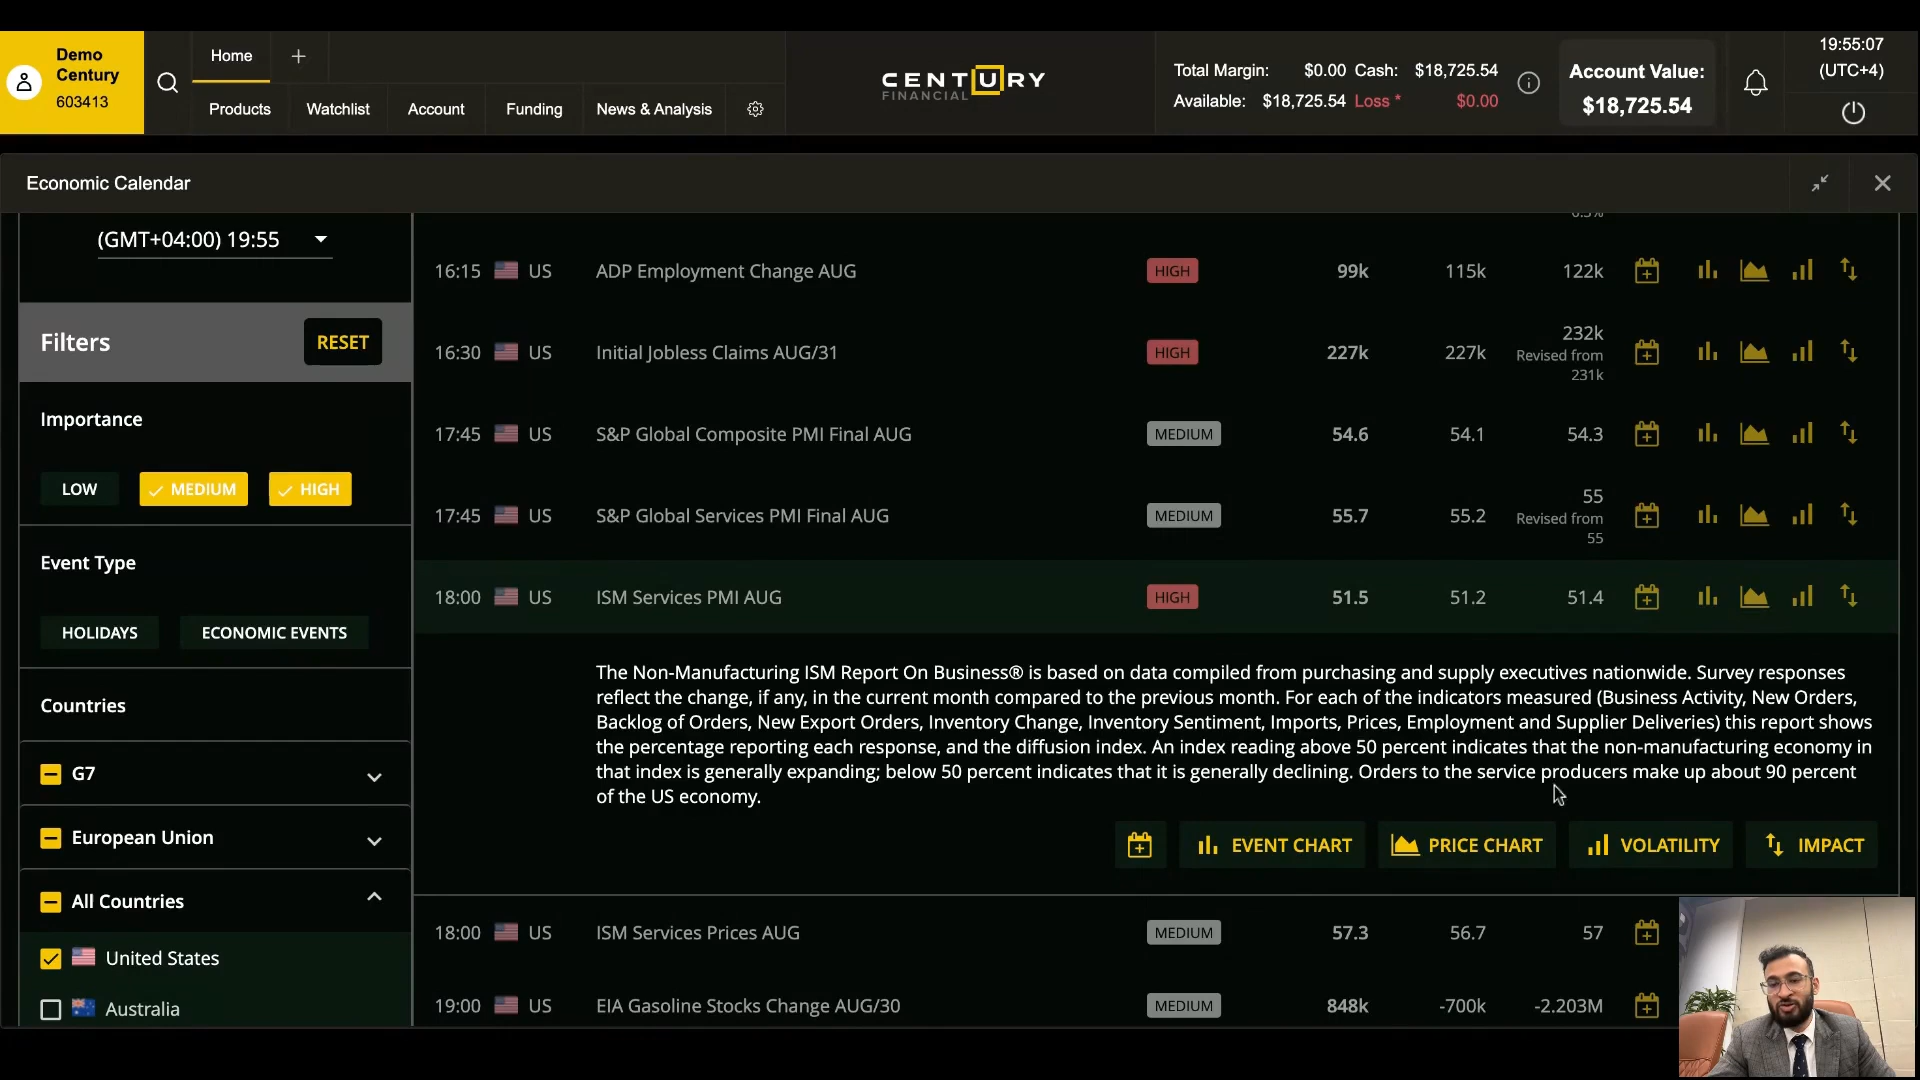 Demo
Century
603413
Home
Products
Watchlist
Account
Funding
News & Analysis
CENTURY
FINANCIAL
Total Margin: $0.00 Cash: $18,725.54
Available: $18,725.54 Loss * $0.00
Account Value:
$18,725.54
19:55:07
(UTC+4)
Economic Calendar
(GMT+04:00) 19:55
Filters
RESET
Importance
LOW
MEDIUM
HIGH
Event Type
HOLIDAYS
ECONOMIC EVENTS
Countries
G7
European Union
All Countries
United States
Australia
16:15 US ADP Employment Change AUG HIGH 99k 115k 122k
16:30 US Initial Jobless Claims AUG/31 HIGH 227k 227k 232k
Revised from
231k
17:45 US S&P Global Composite PMI Final AUG MEDIUM 54.6 54.1 54.3
17:45 US S&P Global Services PMI Final AUG MEDIUM 55.7 55.2 55
Revised from
55
18:00 US ISM Services PMI AUG HIGH 51.5 51.2 51.4
The Non-Manufacturing ISM Report On Business® is based on data compiled from purchasing and supply executives nationwide. Survey responses
reflect the change, if any, in the current month compared to the previous month. For each of the indicators measured (Business Activity, New Orders,
Backlog of Orders, New Export Orders, Inventory Change, Inventory Sentiment, Imports, Prices, Employment and Supplier Deliveries) this report shows
the percentage reporting each response, and the diffusion index. An index reading above 50 percent indicates that the non-manufacturing economy in
that index is generally expanding; below 50 percent indicates that it is generally declining. Orders to the service producers make up about 90 percent
of the US economy.
EVENT CHART
PRICE CHART
VOLATILITY
IMPACT
18:00 US ISM Services Prices AUG MEDIUM 57.3 56.7 57
19:00 US EIA Gasoline Stocks Change AUG/30 MEDIUM 848k -700k -2.203M